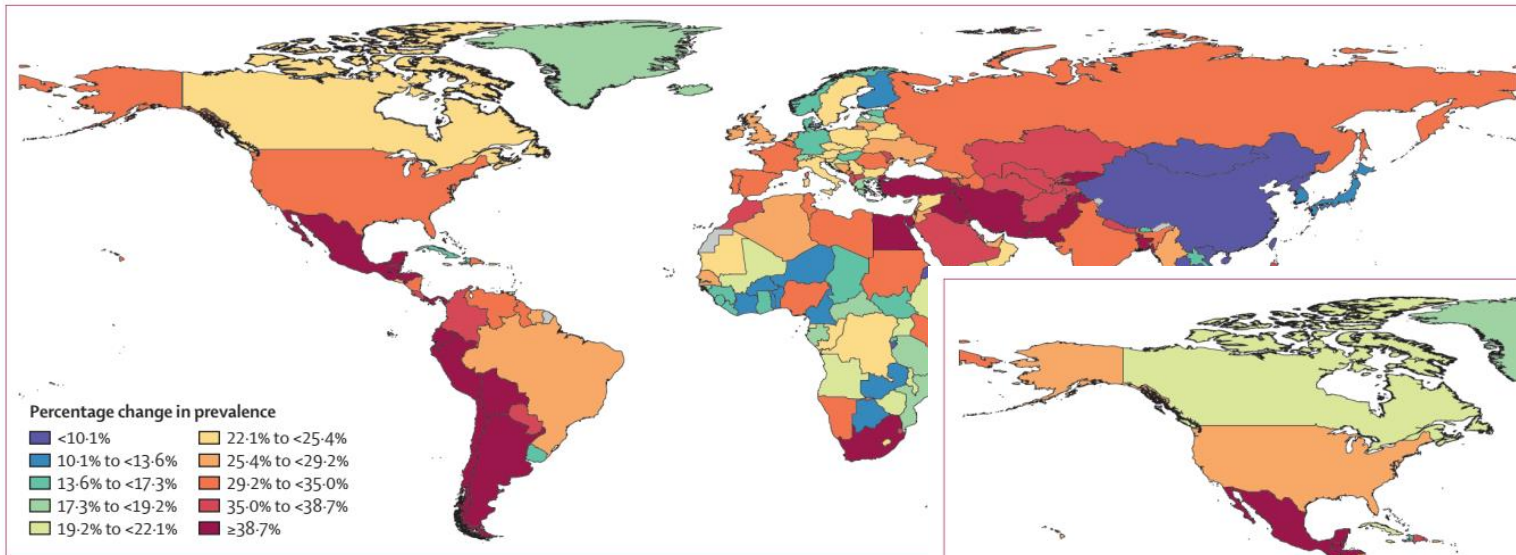 Percentage change in prevalence
<10·1%
10·1% to <13·6%
13·6% to <17·3%
17·3% to <19·2%
19·2% to <22·1%
22·1% to <25·4%
25·4% to <29·2%
29·2% to <35·0%
35·0% to <38·7%
≥38·7%